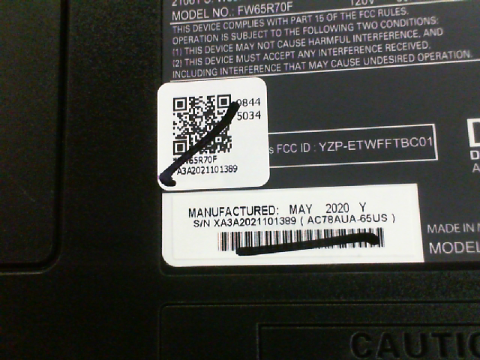 MODEL NO.: FW65R70F 120V
THIS DEVICE COMPLIES WITH PART 15 OF THE FCC RULES.
OPERATION IS SUBJECT TO THE FOLLOWING TWO CONDITIONS:
(1) THIS DEVICE MAY NOT CAUSE HARMFUL INTERFERENCE, AND
(2) THIS DEVICE MUST ACCEPT ANY INTERFERENCE RECEIVED,
INCLUDING INTERFERENCE THAT MAY CAUSE UNDESIRED OPERATION.
0844
5034
FCC ID : YZP-ETWFFTBC01
W65R70F
A3A2021101389
MANUFACTURED: MAY 2020 Y
S/N XA3A2021101389 ( AC78AUA-65US )
MADE IN
MODEL
CAUTIO